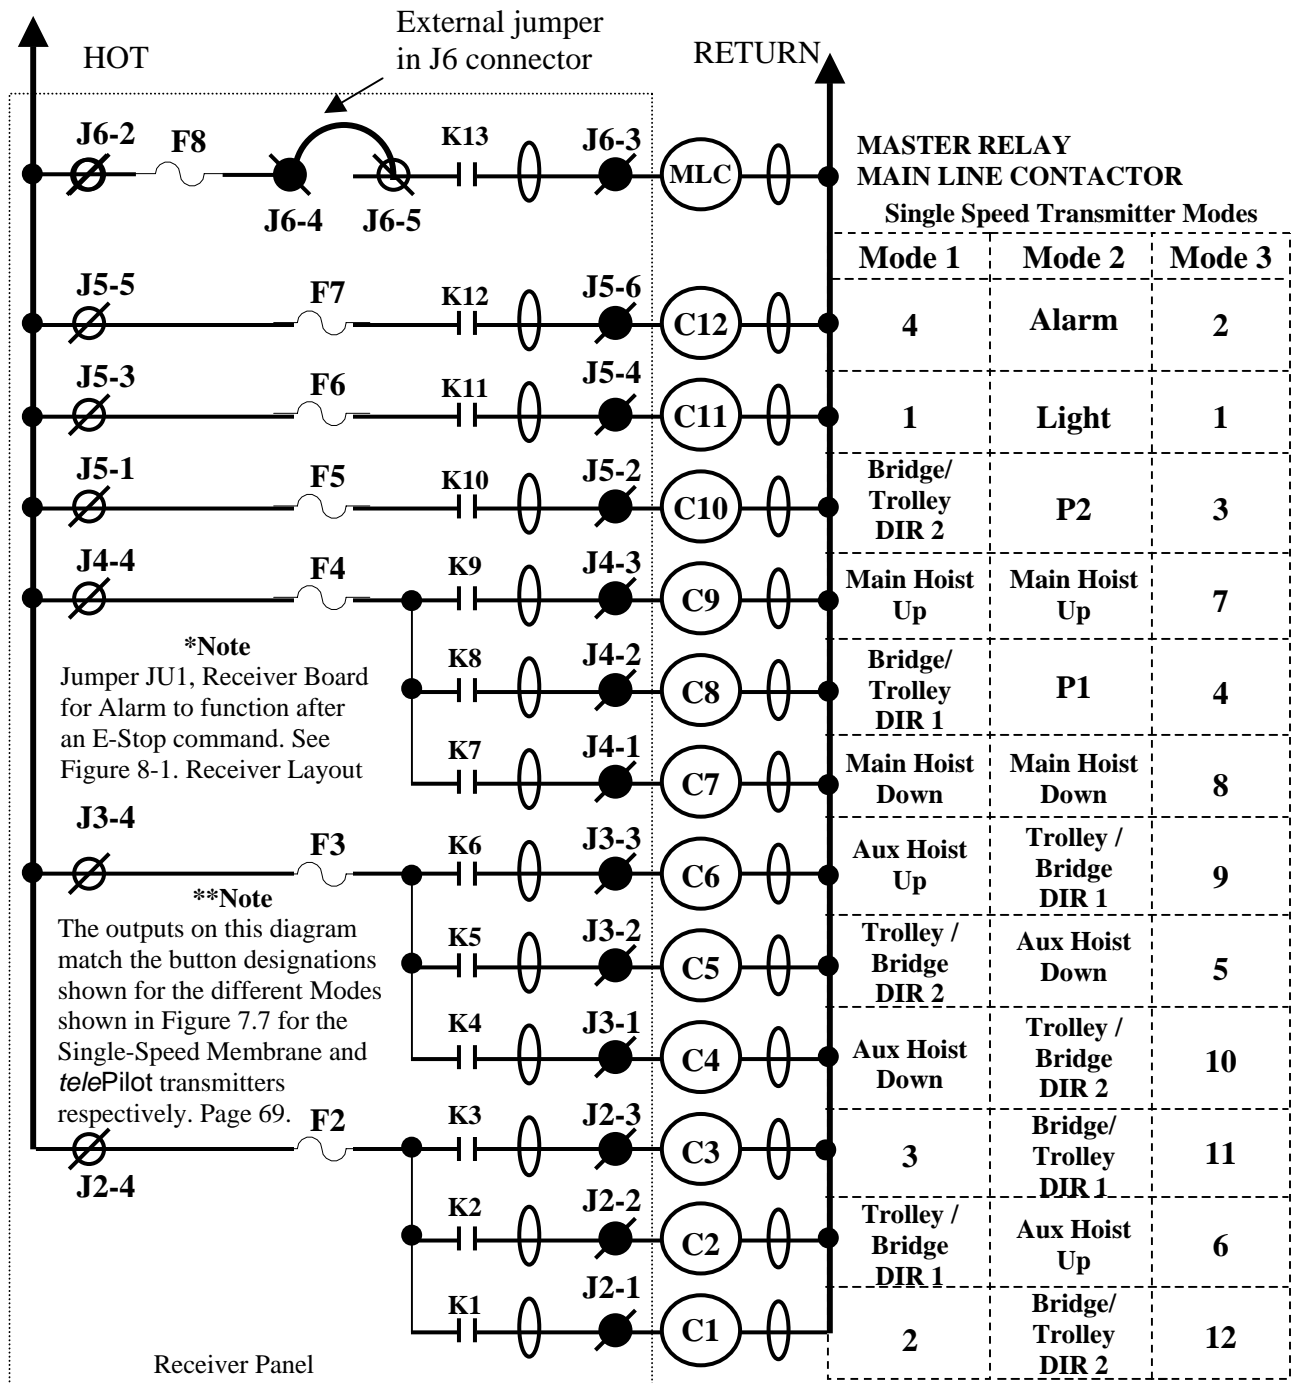 HOT
External jumper
in J6 connector
RETURN
J6-2
F8
J6-4
J6-5
K13
J6-3
MLC
MASTER RELAY
MAIN LINE CONTACTOR
Single Speed Transmitter Modes
Mode 1 Mode 2 Mode 3
J5-5 F7 K12 J5-6 C12
4 Alarm 2
J5-3 F6 K11 J5-4 C11
1 Light 1
J5-1 F5 K10 J5-2 C10
Bridge/
Trolley
DIR 2
P2
3
J4-4 F4 K9 J4-3 C9
Main Hoist
Up
Main Hoist
Up
7
*Note
Jumper JU1, Receiver Board
for Alarm to function after
an E-Stop command. See
Figure 8-1. Receiver Layout
K8 J4-2 C8
Bridge/
Trolley
DIR 1
P1
4
K7 J4-1 C7
Main Hoist
Down
Main Hoist
Down
8
J3-4 F3 K6 J3-3 C6
Aux Hoist
Up
Trolley /
Bridge
DIR 1
9
**Note
The outputs on this diagram
match the button designations
shown for the different Modes
shown in Figure 7.7 for the
Single-Speed Membrane and
telePilot transmitters
respectively. Page 69.
K5 J3-2 C5
Trolley /
Bridge
DIR 2
Aux Hoist
Down
5
K4 J3-1 C4
Aux Hoist
Down
Trolley /
Bridge
DIR 2
10
J2-4 F2 K3 J2-3 C3
3
Bridge/
Trolley
DIR 1
11
K2 J2-2 C2
Trolley /
Bridge
DIR 1
Aux Hoist
Up
6
K1 J2-1 C1
2
Bridge/
Trolley
DIR 2
12
Receiver Panel